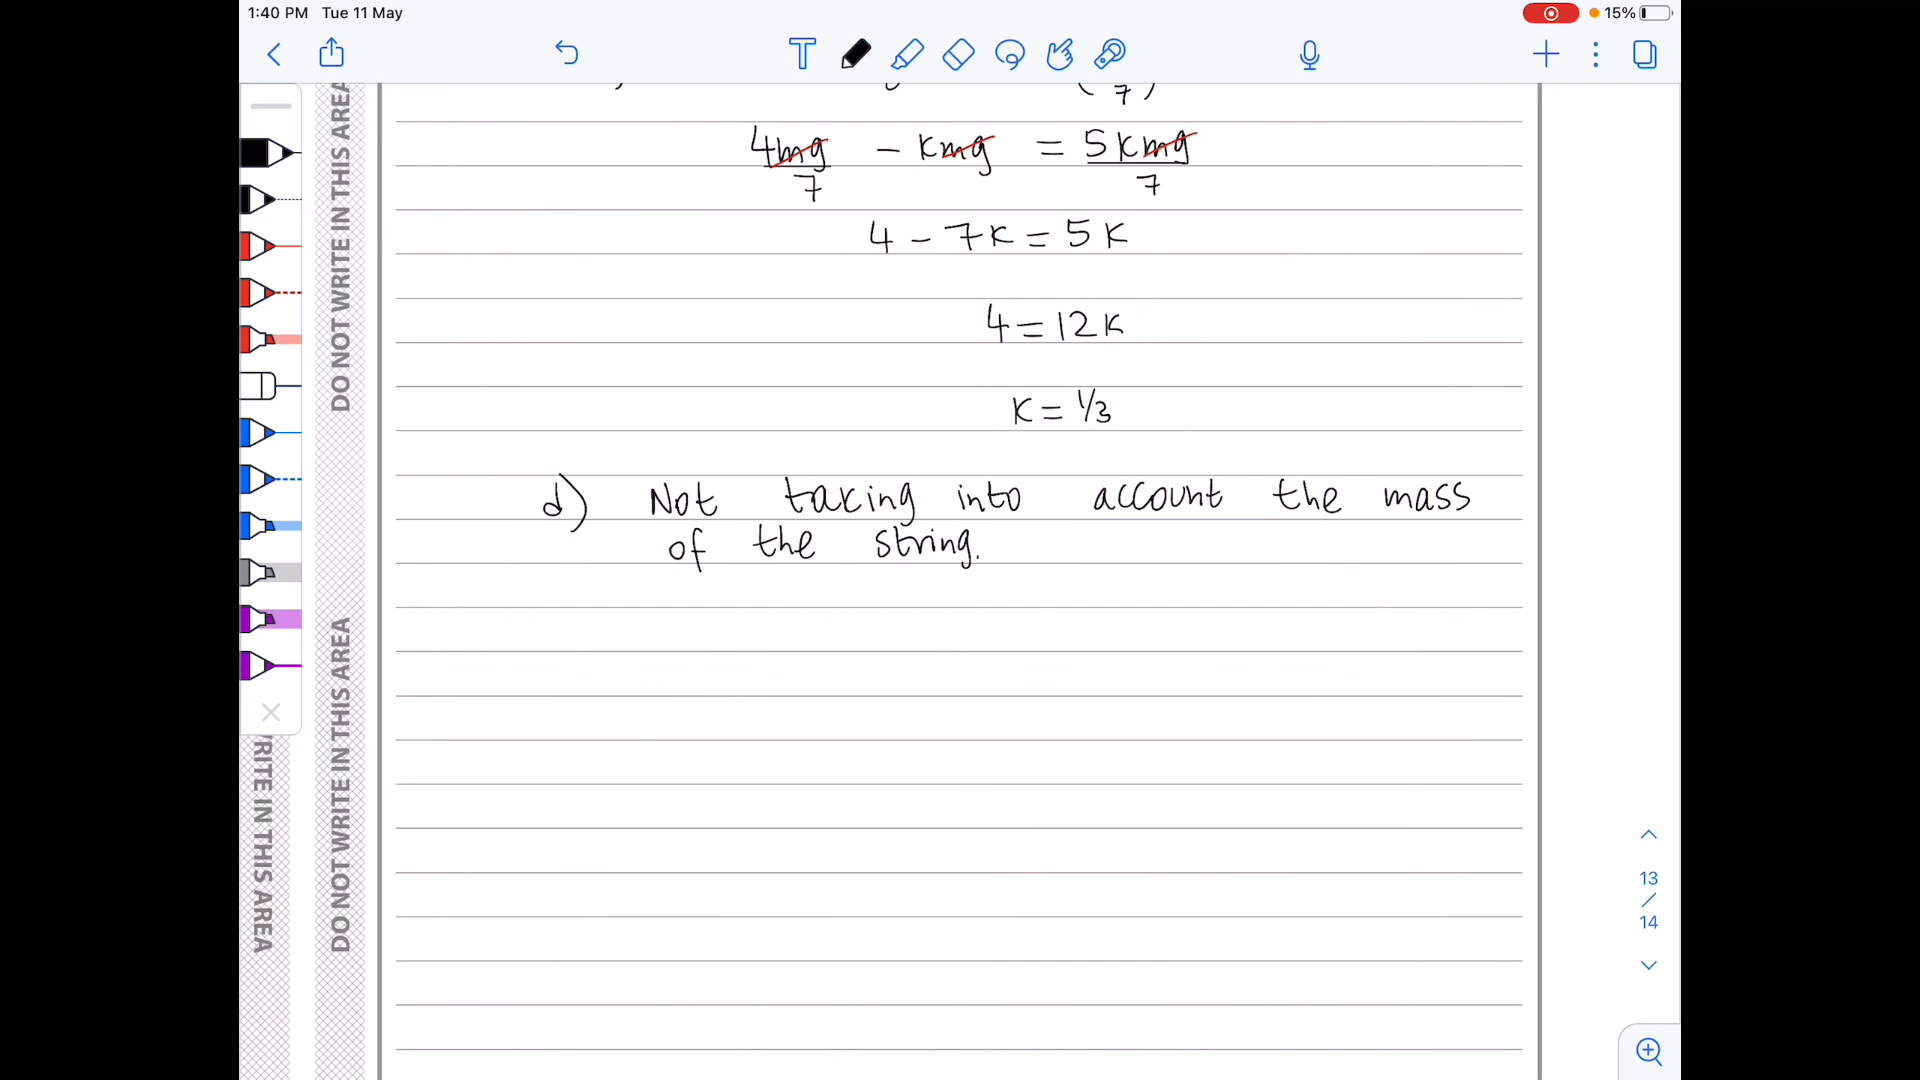 1:40 PM Tue 11 May
15%
7
4mg/7 - kmg = 5kmg/7
4 - 7k = 5k
4 = 12k
k = 1/3
d) Not taking into account the mass
of the string.
DO NOT WRITE IN THIS AREA
DO NOT WRITE IN THIS AREA
RITE IN THIS AREA
13
/
14